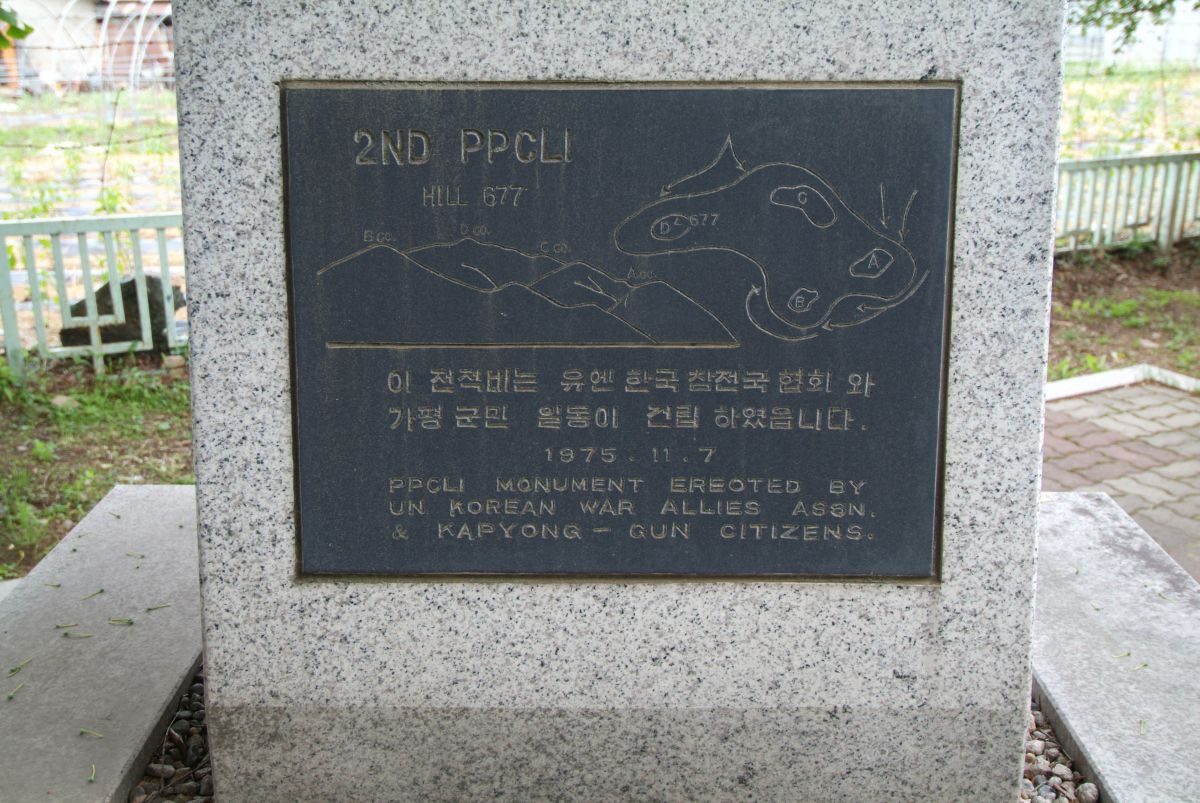 2ND PPCLI
HILL 677
B CO.
D CO.
C CO.
A CO.
C
D 677
A
B
이 전적비는 유엔 한국 참전국 협회 와
가평 군민 일동이 건립 하였읍니다.
1975. 11. 7
PPCLI MONUMENT ERECTED BY
UN KOREAN WAR ALLIES ASSN.
& KAPYONG-GUN CITIZENS.